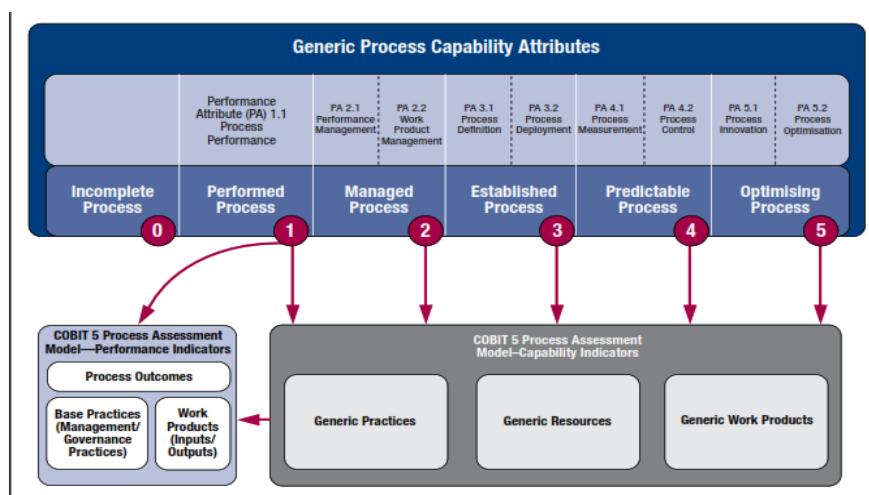 Generic Process Capability Attributes
Performance
Attribute (PA) 1.1
Process
Performance
PA 2.1
Performance
Management
PA 2.2
Work
Product
Management
PA 3.1
Process
Definition
PA 3.2
Process
Deployment
PA 4.1
Process
Measurement
PA 4.2
Process
Control
PA 5.1
Process
Innovation
PA 5.2
Process
Optimisation
Incomplete
Process
0
Performed
Process
1
Managed
Process
2
Established
Process
3
Predictable
Process
4
Optimising
Process
5
COBIT 5 Process Assessment
Model—Performance Indicators
Process Outcomes
Base Practices
(Management/
Governance
Practices)
Work
Products
(Inputs/
Outputs)
COBIT 5 Process Assessment
Model–Capability Indicators
Generic Practices
Generic Resources
Generic Work Products